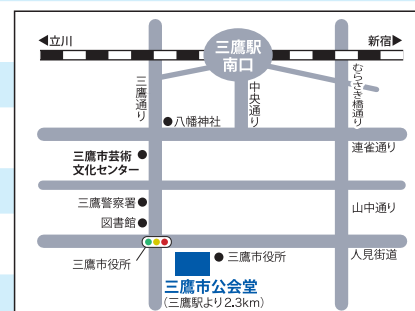 ◀立川
新宿▶
三鷹駅
南口
三鷹通り
中央通り
むらさき橋通り
●八幡神社
連雀通り
三鷹市芸術●
文化センター
三鷹警察署●
山中通り
図書館●
三鷹市役所
●三鷹市役所
人見街道
三鷹市公会堂
(三鷹駅より2.3km)